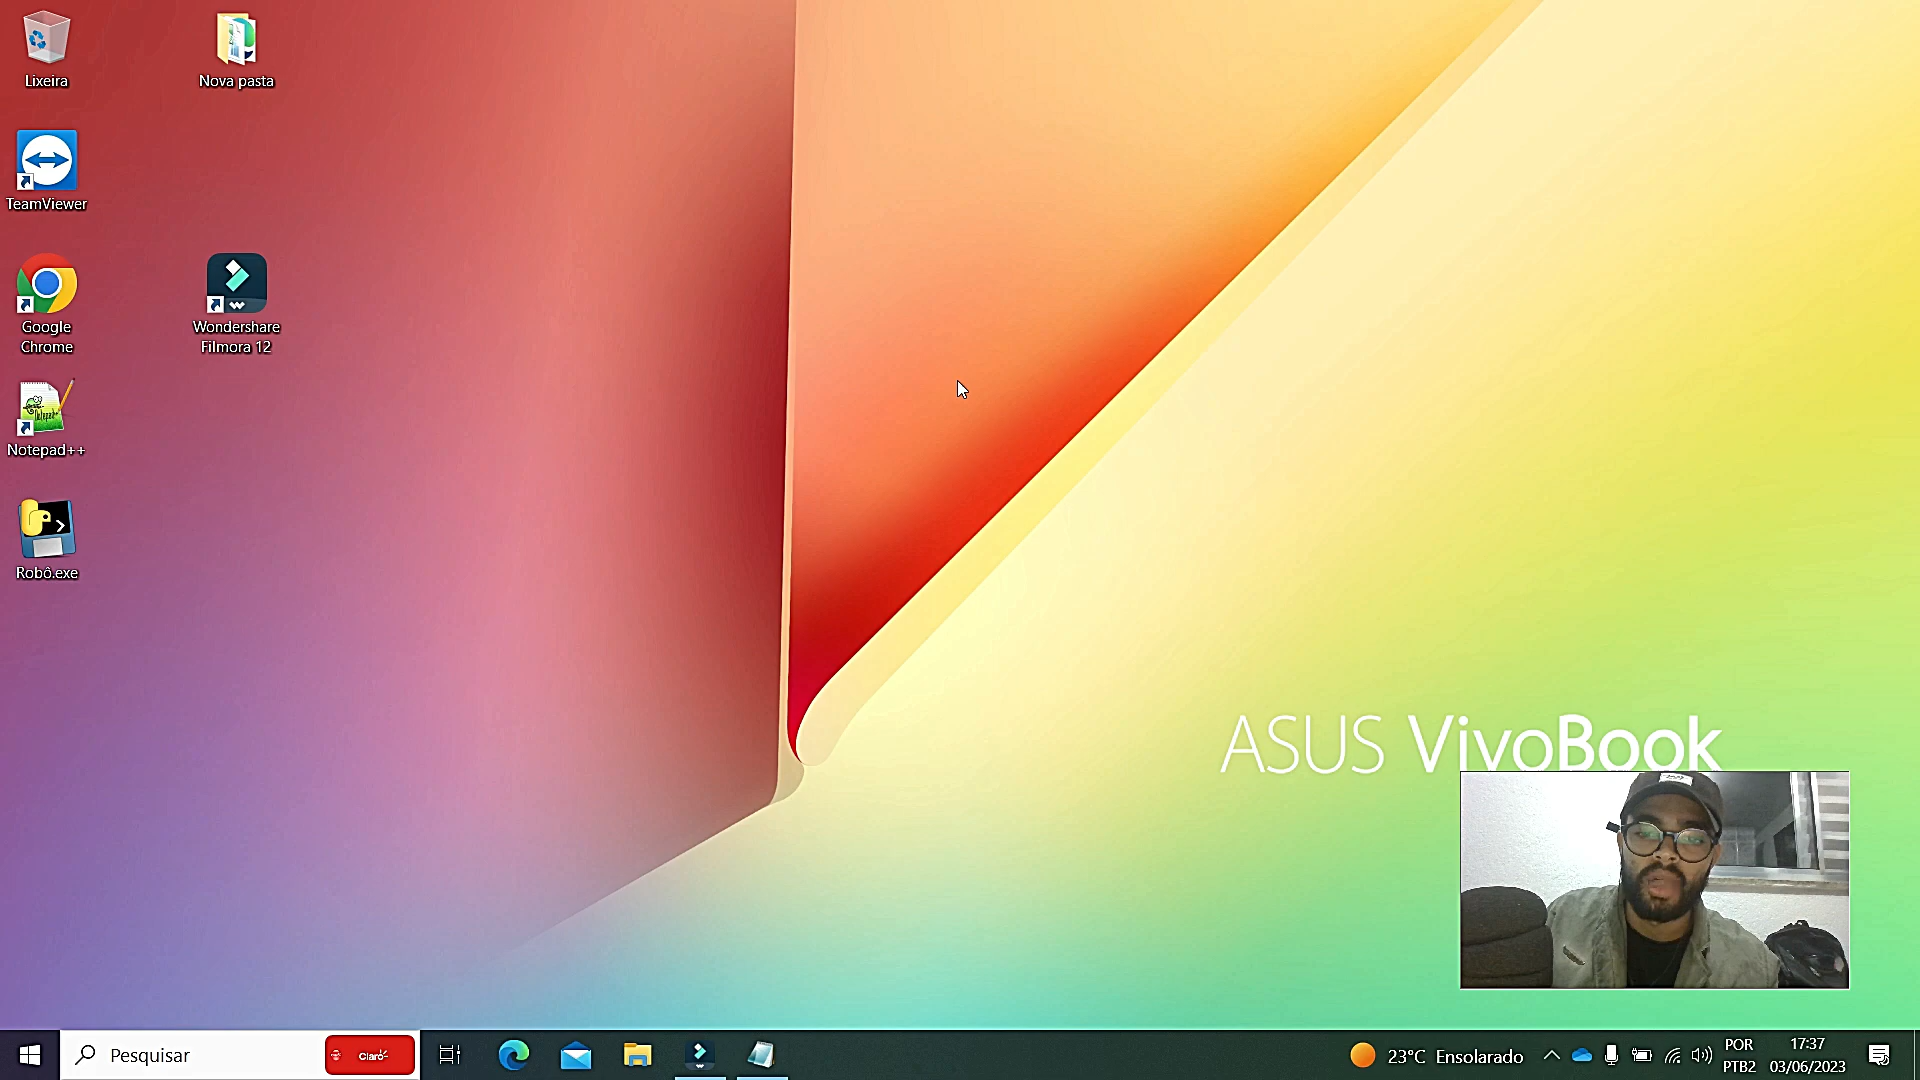 Lixeira
Nova pasta
TeamViewer
Google
Chrome
Wondershare
Filmora 12
Notepad++
Robô.exe
ASUS VivoBook
Pesquisar
Claro
23°C Ensolarado
POR
PTB2
17:37
03/06/2023